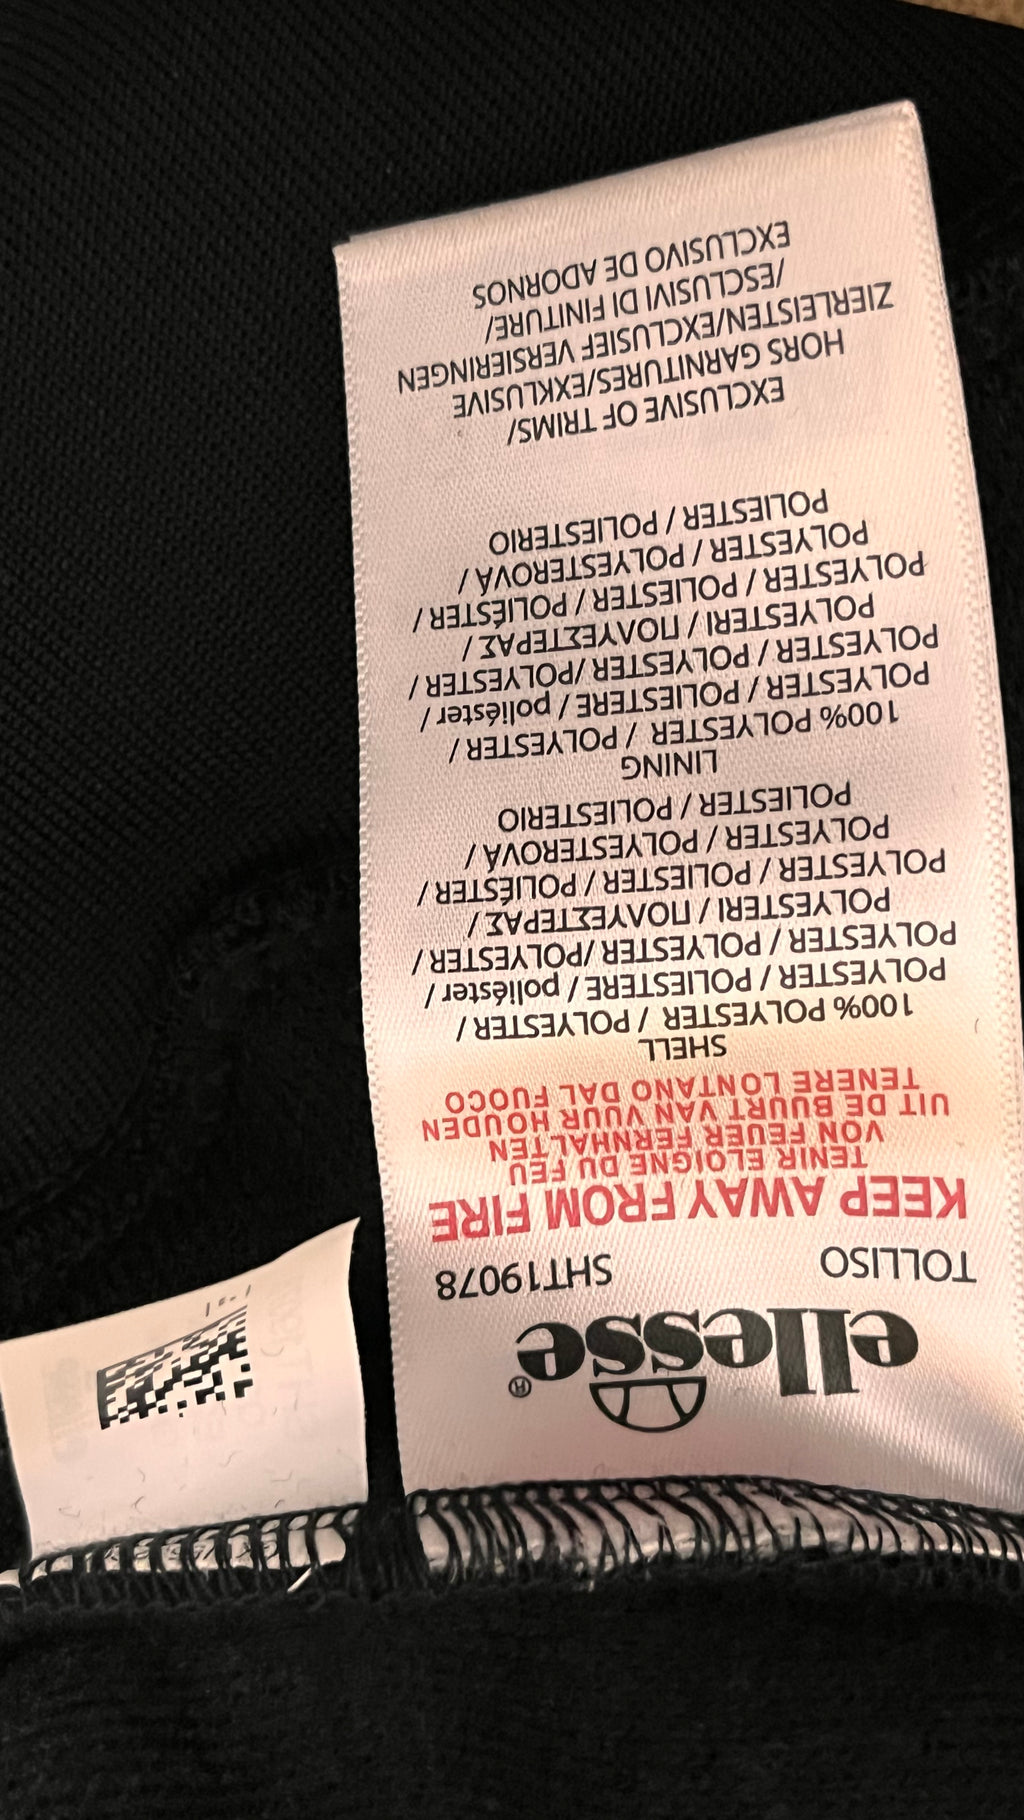 ellesse®
TOLLISO SHT19078
KEEP AWAY FROM FIRE
TENIR ELOIGNE DU FEU
VON FEUER FERNHALTEN
UIT DE BUURT VAN VUUR HOUDEN
TENERE LONTANO DAL FUOCO
SHELL
100% POLYESTER / POLYESTER /
POLYESTER / POLIESTERE / poliéster /
POLYESTER / POLYESTER /POLYESTER /
POLYESTERI / ΠΟΛΥΕΣΤΕΡΑΣ /
POLYESTER / POLIESTER / POLIÉSTER /
POLYESTER / POLYESTEROVÁ /
POLIESTER / POLIESTERIO
LINING
100% POLYESTER / POLYESTER /
POLYESTER / POLIESTERE / poliéster /
POLYESTER / POLYESTER /POLYESTER /
POLYESTERI / ΠΟΛΥΕΣΤΕΡΑΣ /
POLYESTER / POLIESTER / POLIÉSTER /
POLYESTER / POLYESTEROVÁ /
POLIESTER / POLIESTERIO
EXCLUSIVE OF TRIMS/
HORS GARNITURES/EXKLUSIVE
ZIERLEISTEN/EXCLUSIEF VERSIERINGEN
/ESCLUSIVI DI FINITURE/
EXCLUSIVO DE ADORNOS